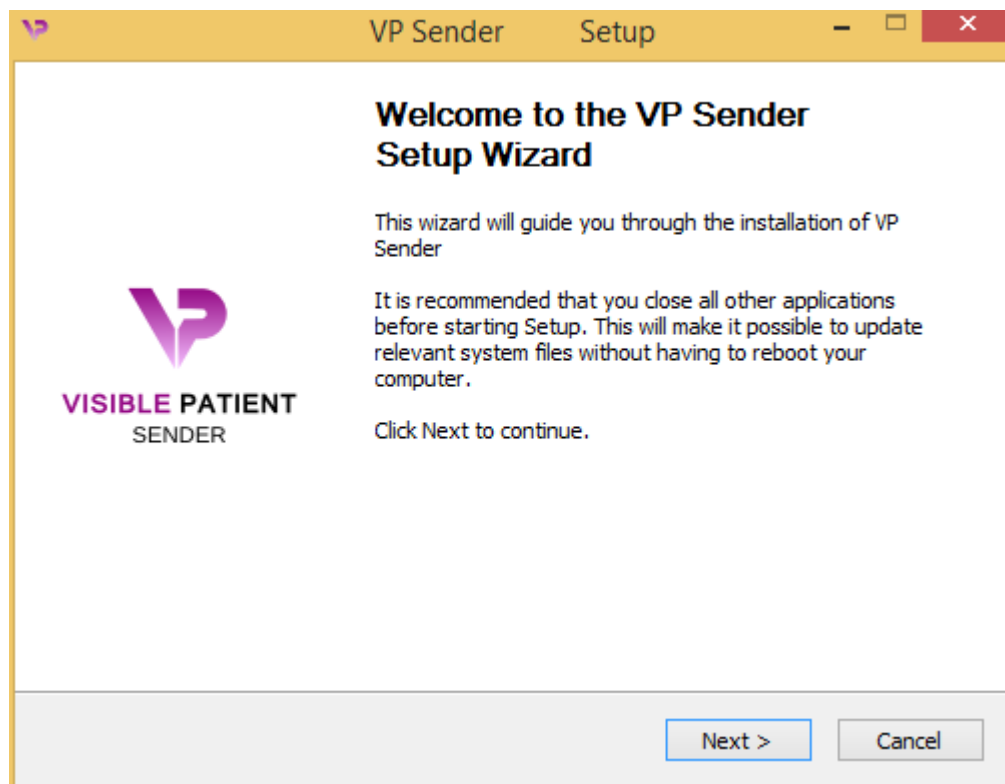 VP Sender Setup
Welcome to the VP Sender
Setup Wizard
This wizard will guide you through the installation of VP
Sender
It is recommended that you close all other applications
before starting Setup. This will make it possible to update
relevant system files without having to reboot your
computer.
Click Next to continue.
VP
VISIBLE PATIENT
SENDER
Next >
Cancel